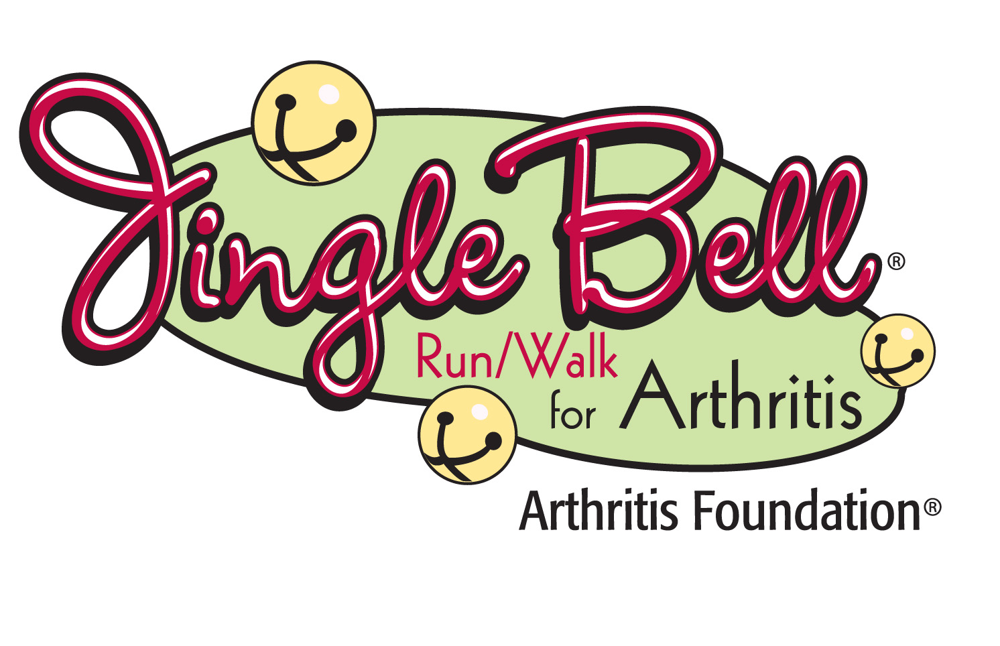 Jingle Bell®
Run/Walk
for Arthritis
Arthritis Foundation®